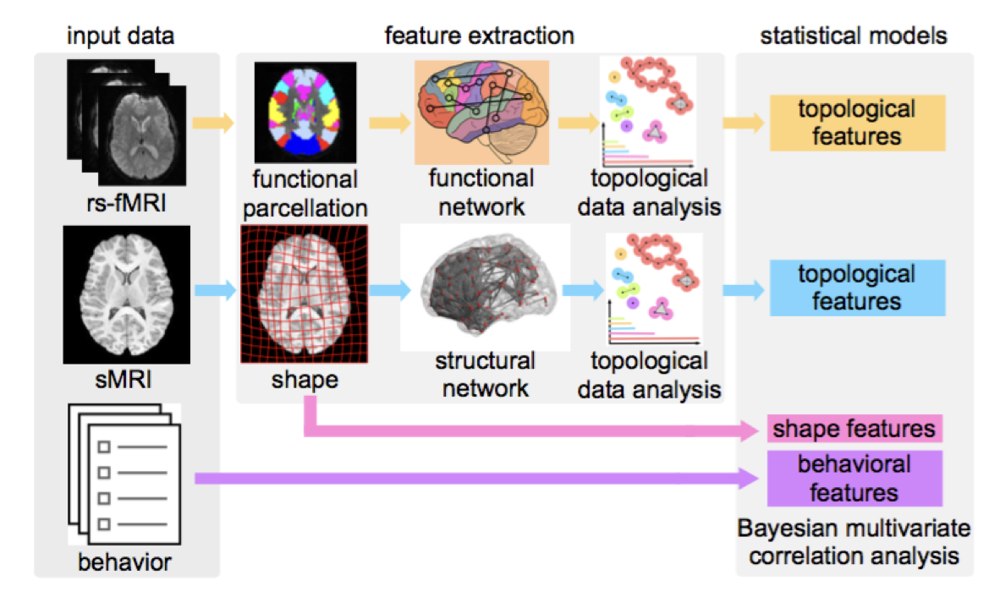 input data
feature extraction
statistical models
rs-fMRI
functional
parcellation
functional
network
topological
data analysis
topological
features
sMRI
shape
structural
network
topological
data analysis
topological
features
shape features
behavior
behavioral
features
Bayesian multivariate
correlation analysis